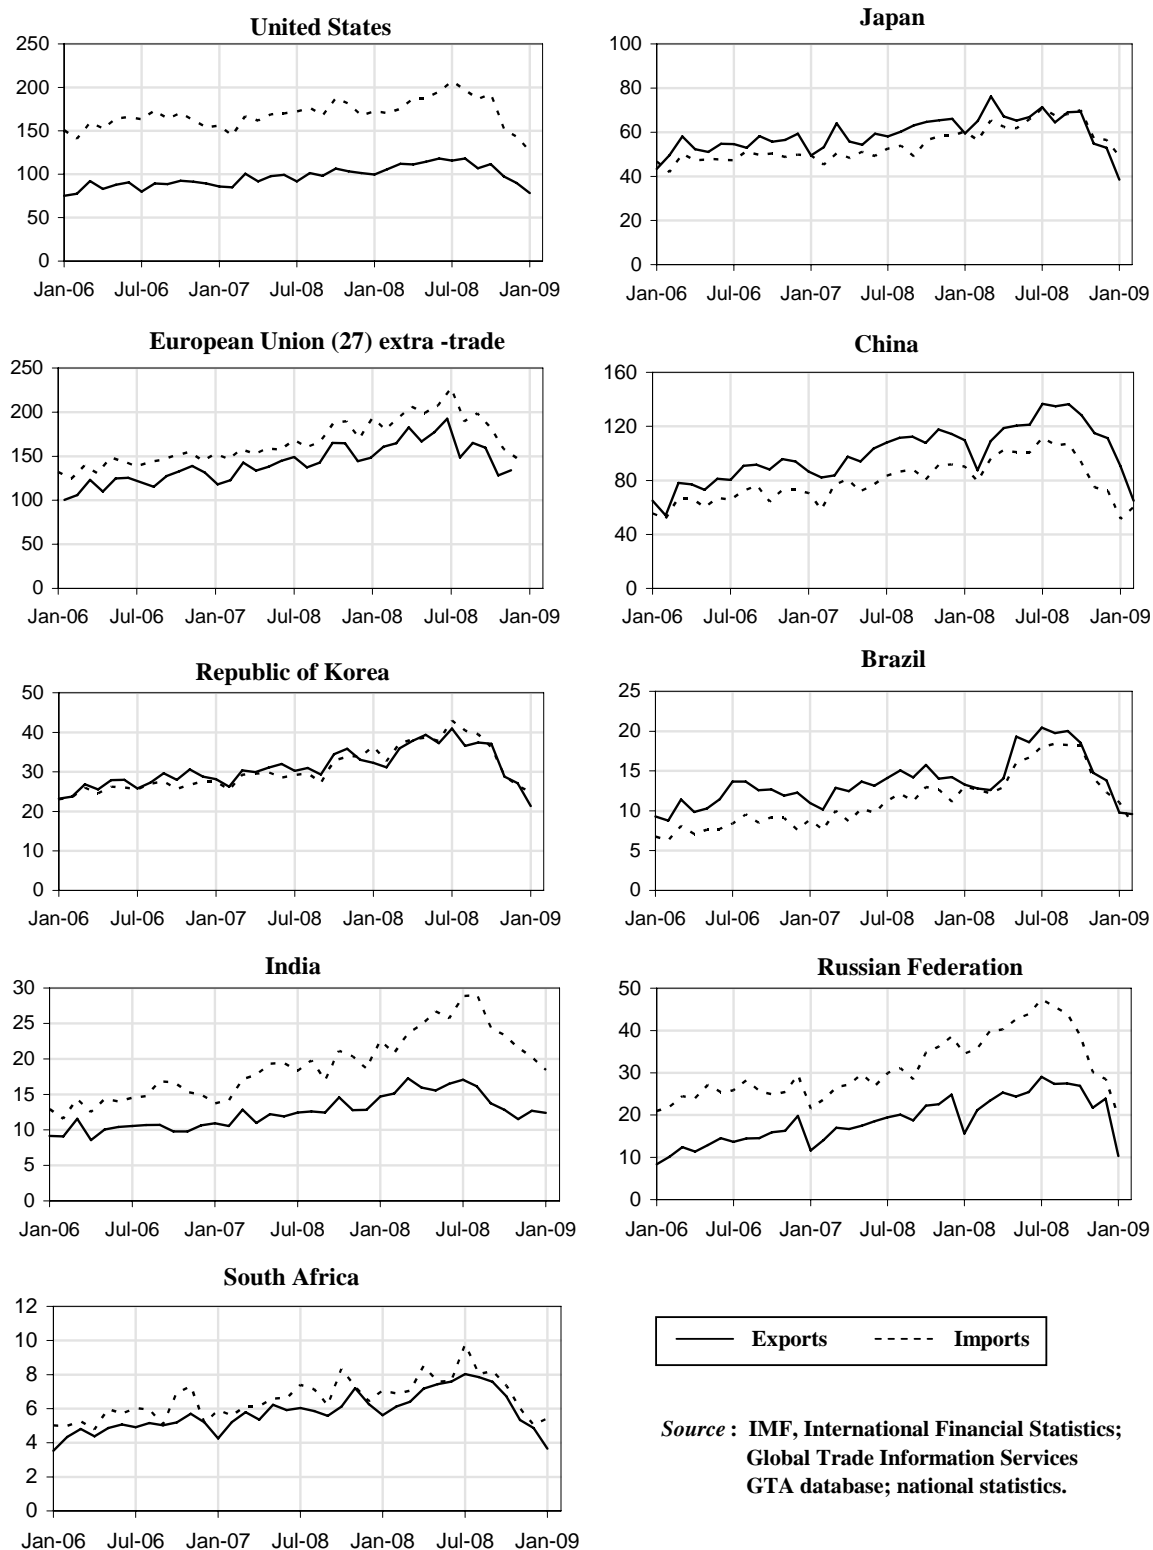 United States
250
200
150
100
50
0
Jan-06 Jul-06 Jan-07 Jul-08 Jan-08 Jul-08 Jan-09
Japan
100
80
60
40
20
0
Jan-06 Jul-06 Jan-07 Jul-08 Jan-08 Jul-08 Jan-09
European Union (27) extra -trade
250
200
150
100
50
0
Jan-06 Jul-06 Jan-07 Jul-08 Jan-08 Jul-08 Jan-09
China
160
120
80
40
0
Jan-06 Jul-06 Jan-07 Jul-08 Jan-08 Jul-08 Jan-09
Republic of Korea
50
40
30
20
10
0
Jan-06 Jul-06 Jan-07 Jul-08 Jan-08 Jul-08 Jan-09
Brazil
25
20
15
10
5
0
Jan-06 Jul-06 Jan-07 Jul-08 Jan-08 Jul-08 Jan-09
India
30
25
20
15
10
5
0
Jan-06 Jul-06 Jan-07 Jul-08 Jan-08 Jul-08 Jan-09
Russian Federation
50
40
30
20
10
0
Jan-06 Jul-06 Jan-07 Jul-08 Jan-08 Jul-08 Jan-09
South Africa
12
10
8
6
4
2
0
Jan-06 Jul-06 Jan-07 Jul-08 Jan-08 Jul-08 Jan-09
Exports Imports
Source : IMF, International Financial Statistics;
Global Trade Information Services
GTA database; national statistics.